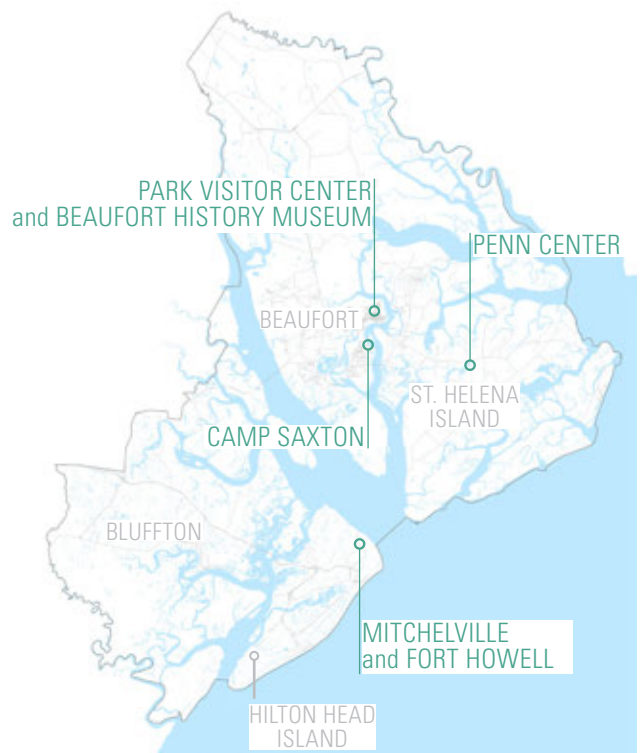 PARK VISITOR CENTER
and BEAUFORT HISTORY MUSEUM
PENN CENTER
BEAUFORT
ST. HELENA
ISLAND
CAMP SAXTON
BLUFFTON
MITCHELVILLE
and FORT HOWELL
HILTON HEAD
ISLAND